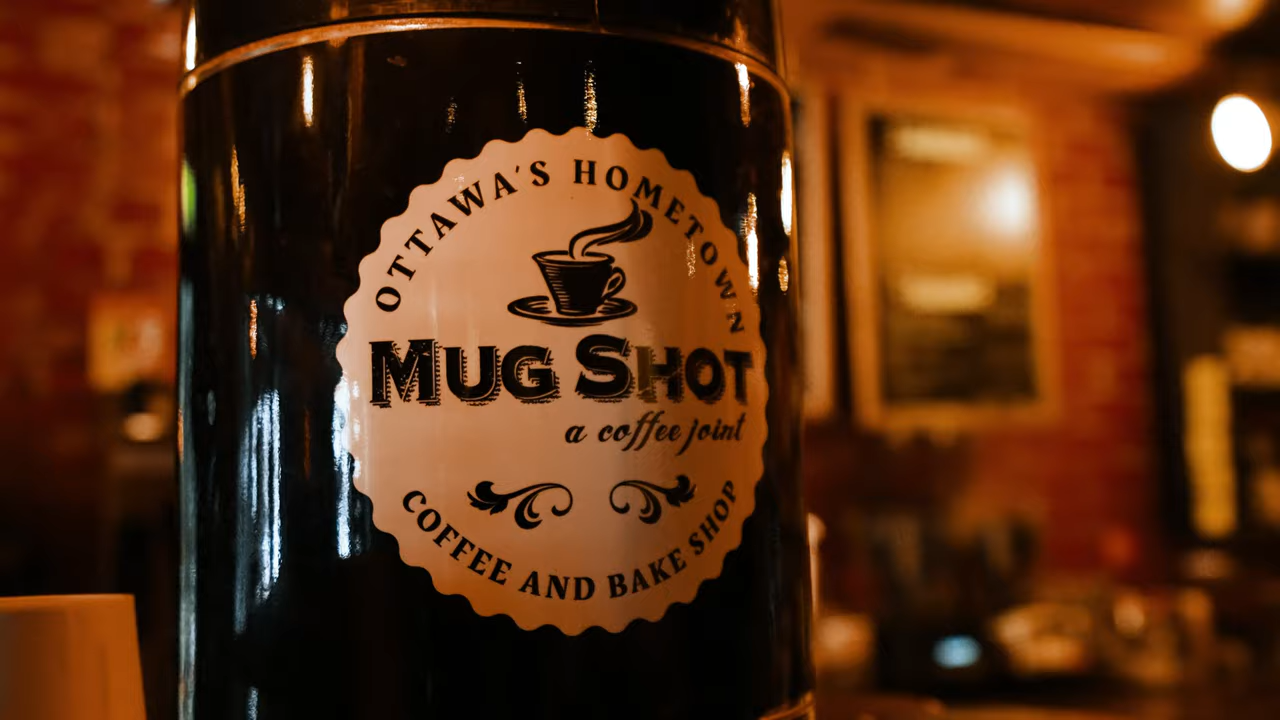 OTTAWA'S HOMETOWN
MUG SHOT
a coffee joint
COFFEE AND BAKE SHOP